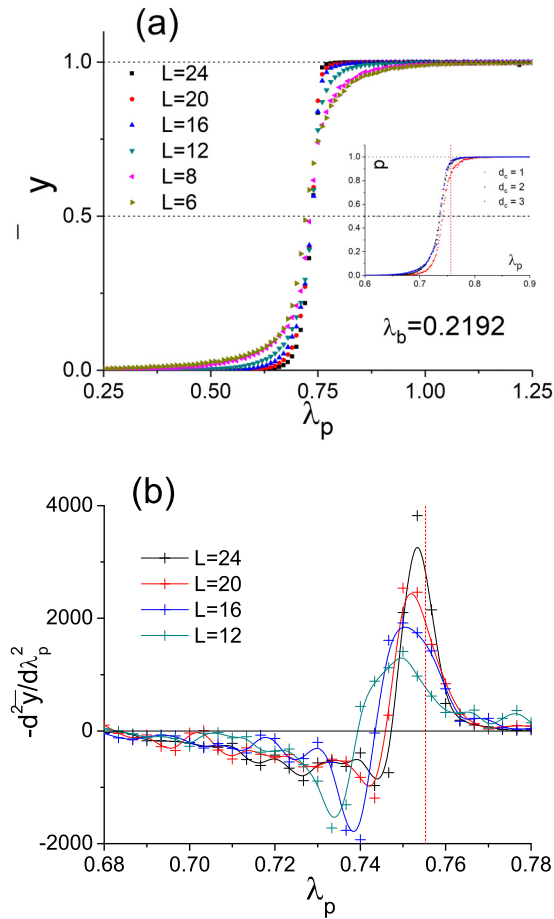 (a)
1.0
0.5
0.0
y
L=24
L=20
L=16
L=12
L=8
L=6
p
1.0
0.8
0.6
0.4
0.2
0.0
d_c = 1
d_c = 2
d_c = 3
0.6 0.7 0.8 0.9
λ_p
λ_b=0.2192
0.25 0.50 0.75 1.00 1.25
λ_p
(b)
4000
2000
0
-2000
-d²y̅/dλ_p²
L=24
L=20
L=16
L=12
0.68 0.70 0.72 0.74 0.76 0.78
λ_p